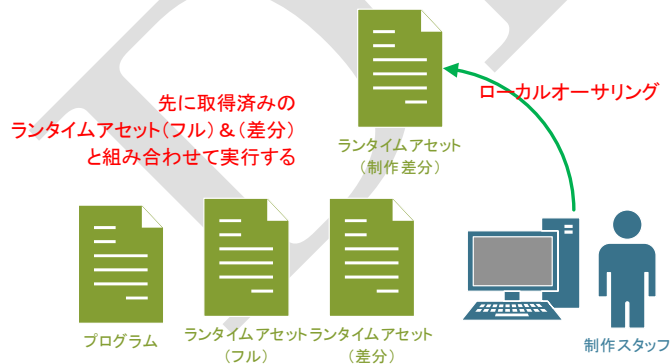 先に取得済みの
ランタイムアセット(フル)&(差分)
と組み合わせて実行する
ローカルオーサリング
ランタイムアセット
(制作差分)
プログラム
ランタイムアセット
(フル)
ランタイムアセット
(差分)
制作スタッフ